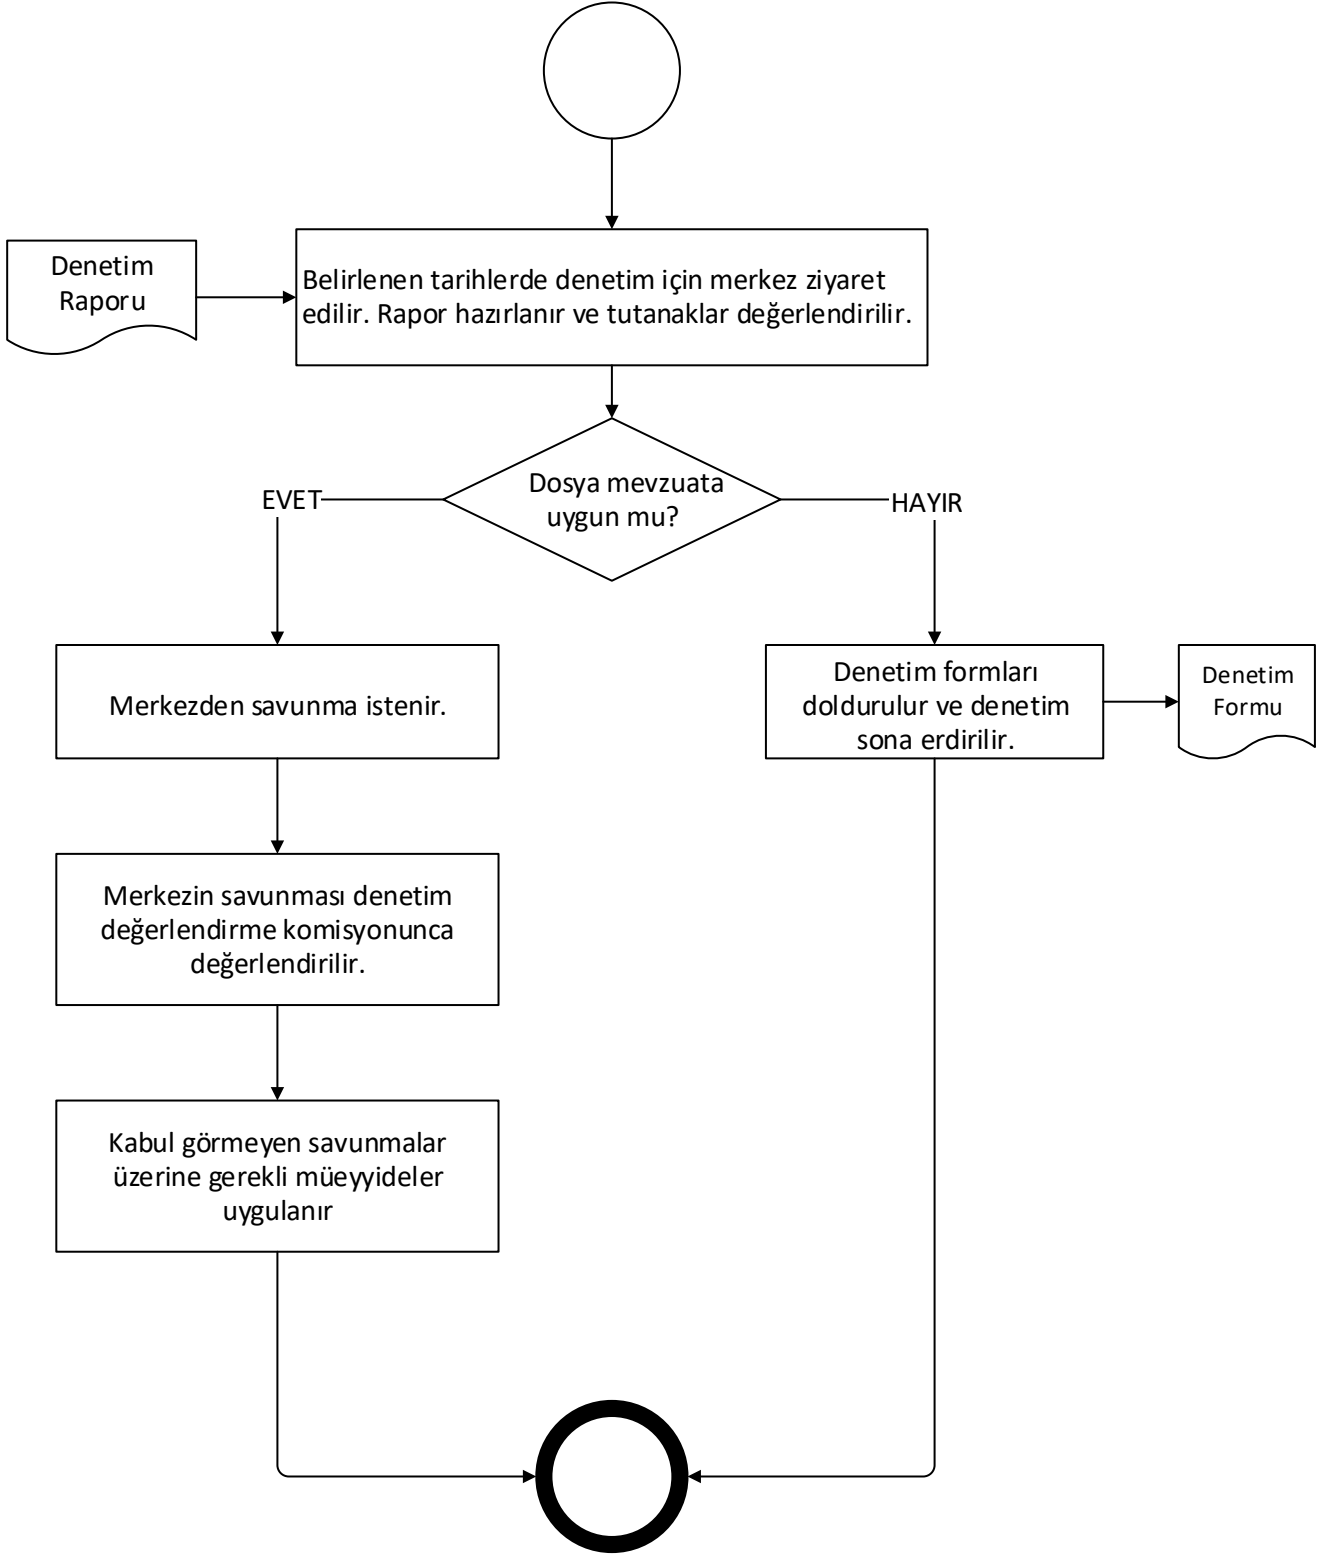 Denetim
Raporu
Belirlenen tarihlerde denetim için merkez ziyaret
edilir. Rapor hazırlanır ve tutanaklar değerlendirilir.
Dosya mevzuata
uygun mu?
EVET
HAYIR
Merkezden savunma istenir.
Denetim formları
doldurulur ve denetim
sona erdirilir.
Denetim
Formu
Merkezin savunması denetim
değerlendirme komisyonunca
değerlendirilir.
Kabul görmeyen savunmalar
üzerine gerekli müeyyideler
uygulanır